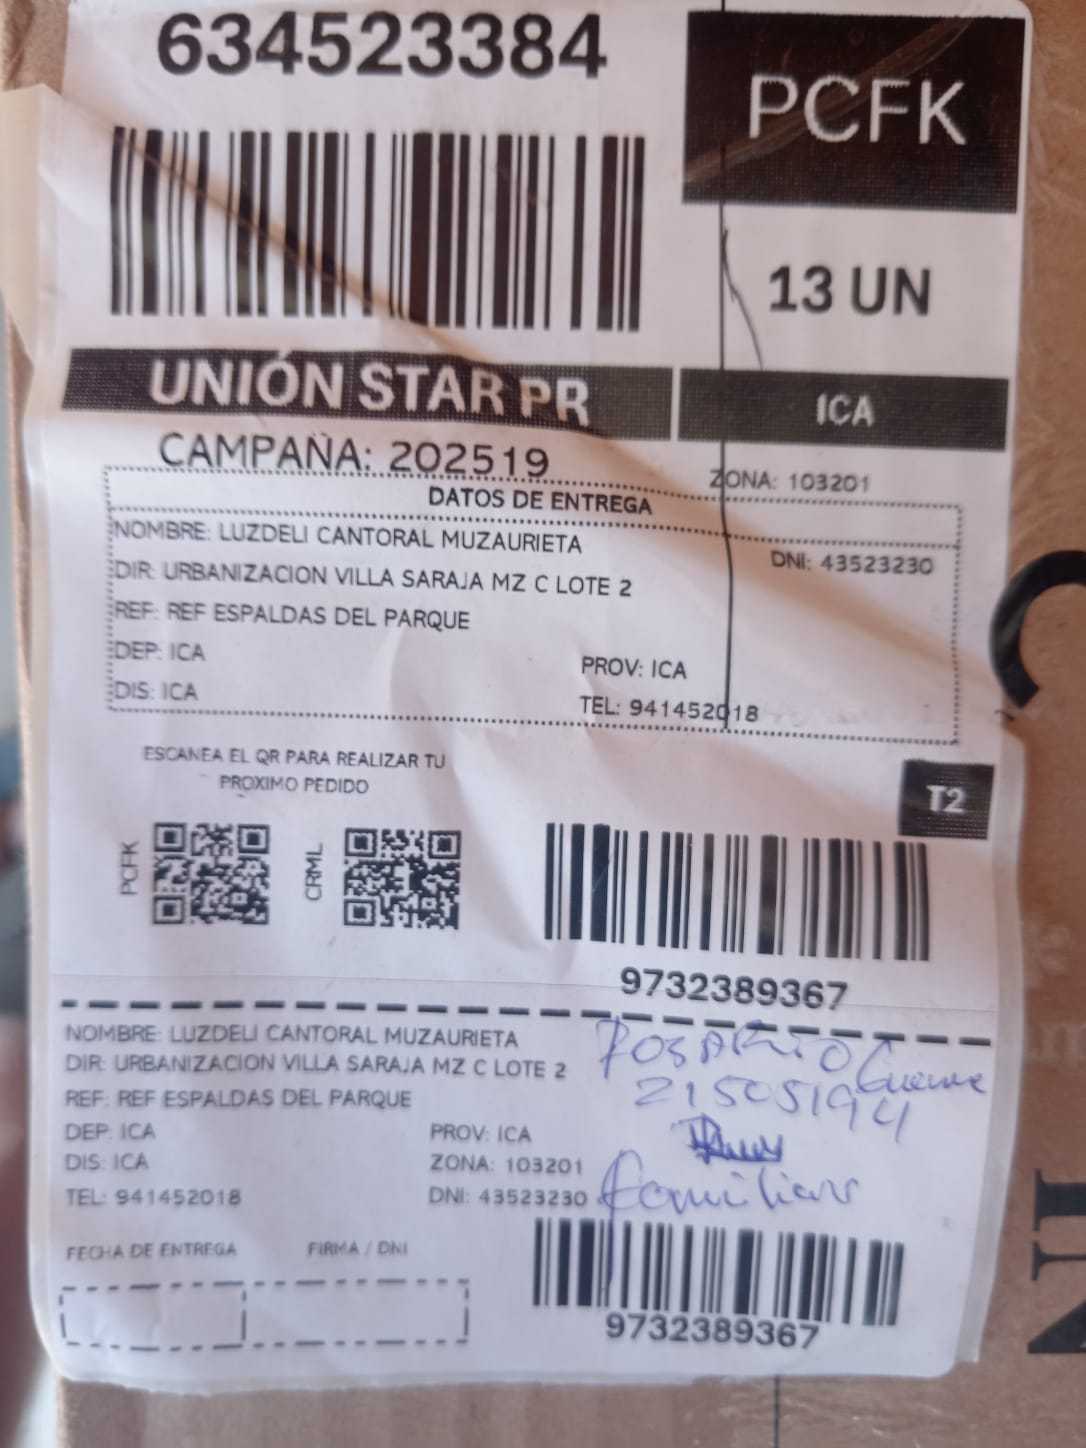 634523384
PCFK
13 UN
UNIÓN STAR PR
ICA
CAMPAÑA: 202519
ZONA: 103201
DATOS DE ENTREGA
NOMBRE: LUZDELI CANTORAL MUZAURIETA
DNI: 43523230
DIR: URBANIZACION VILLA SARAJA MZ C LOTE 2
REF: REF ESPALDAS DEL PARQUE
DEP: ICA
PROV: ICA
DIS: ICA
TEL: 941452018
ESCANEA EL QR PARA REALIZAR TU
PROXIMO PEDIDO
T2
PCFK
CRML
9732389367
NOMBRE: LUZDELI CANTORAL MUZAURIETA
DIR: URBANIZACION VILLA SARAJA MZ C LOTE 2
REF: REF ESPALDAS DEL PARQUE
DEP: ICA
PROV: ICA
DIS: ICA
ZONA: 103201
TEL: 941452018
DNI: 43523230
ROSARIO
21505194
Familiar
FECHA DE ENTREGA
FIRMA / DNI
9732389367